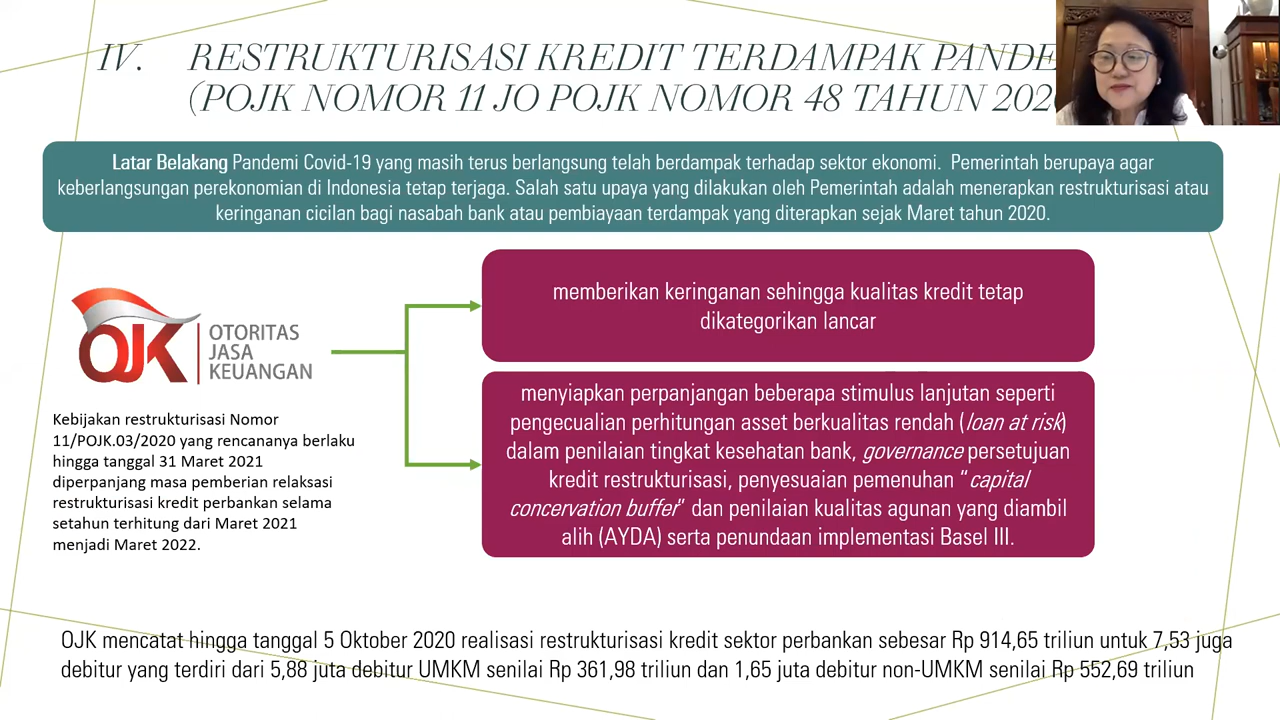 IV. RESTRUKTURISASI KREDIT TERDAMPAK
(POJK NOMOR 11 JO POJK NOMOR 48 TAHUN
Latar Belakang Pandemi Covid-19 yang masih terus berlangsung telah berdampak terhadap sektor ekonomi. Pemerintah berupaya agar
keberlangsungan perekonomian di Indonesia tetap terjaga. Salah satu upaya yang dilakukan oleh Pemerintah adalah menerapkan restrukturisasi atau
keringanan cicilan bagi nasabah bank atau pembiayaan terdampak yang diterapkan sejak Maret tahun 2020.
OJK
OTORITAS
JASA
KEUANGAN
Kebijakan restrukturisasi Nomor
11/POJK.03/2020 yang rencananya berlaku
hingga tanggal 31 Maret 2021
diperpanjang masa pemberian relaksasi
restrukturisasi kredit perbankan selama
setahun terhitung dari Maret 2021
menjadi Maret 2022.
memberikan keringanan sehingga kualitas kredit tetap
dikategorikan lancar
menyiapkan perpanjangan beberapa stimulus lanjutan seperti
pengecualian perhitungan asset berkualitas rendah (loan at risk)
dalam penilaian tingkat kesehatan bank, governance persetujuan
kredit restrukturisasi, penyesuaian pemenuhan “capital
concervation buffer” dan penilaian kualitas agunan yang diambil
alih (AYDA) serta penundaan implementasi Basel III.
OJK mencatat hingga tanggal 5 Oktober 2020 realisasi restrukturisasi kredit sektor perbankan sebesar Rp 914,65 triliun untuk 7,53 juga
debitur yang terdiri dari 5,88 juta debitur UMKM senilai Rp 361,98 triliun dan 1,65 juta debitur non-UMKM senilai Rp 552,69 triliun